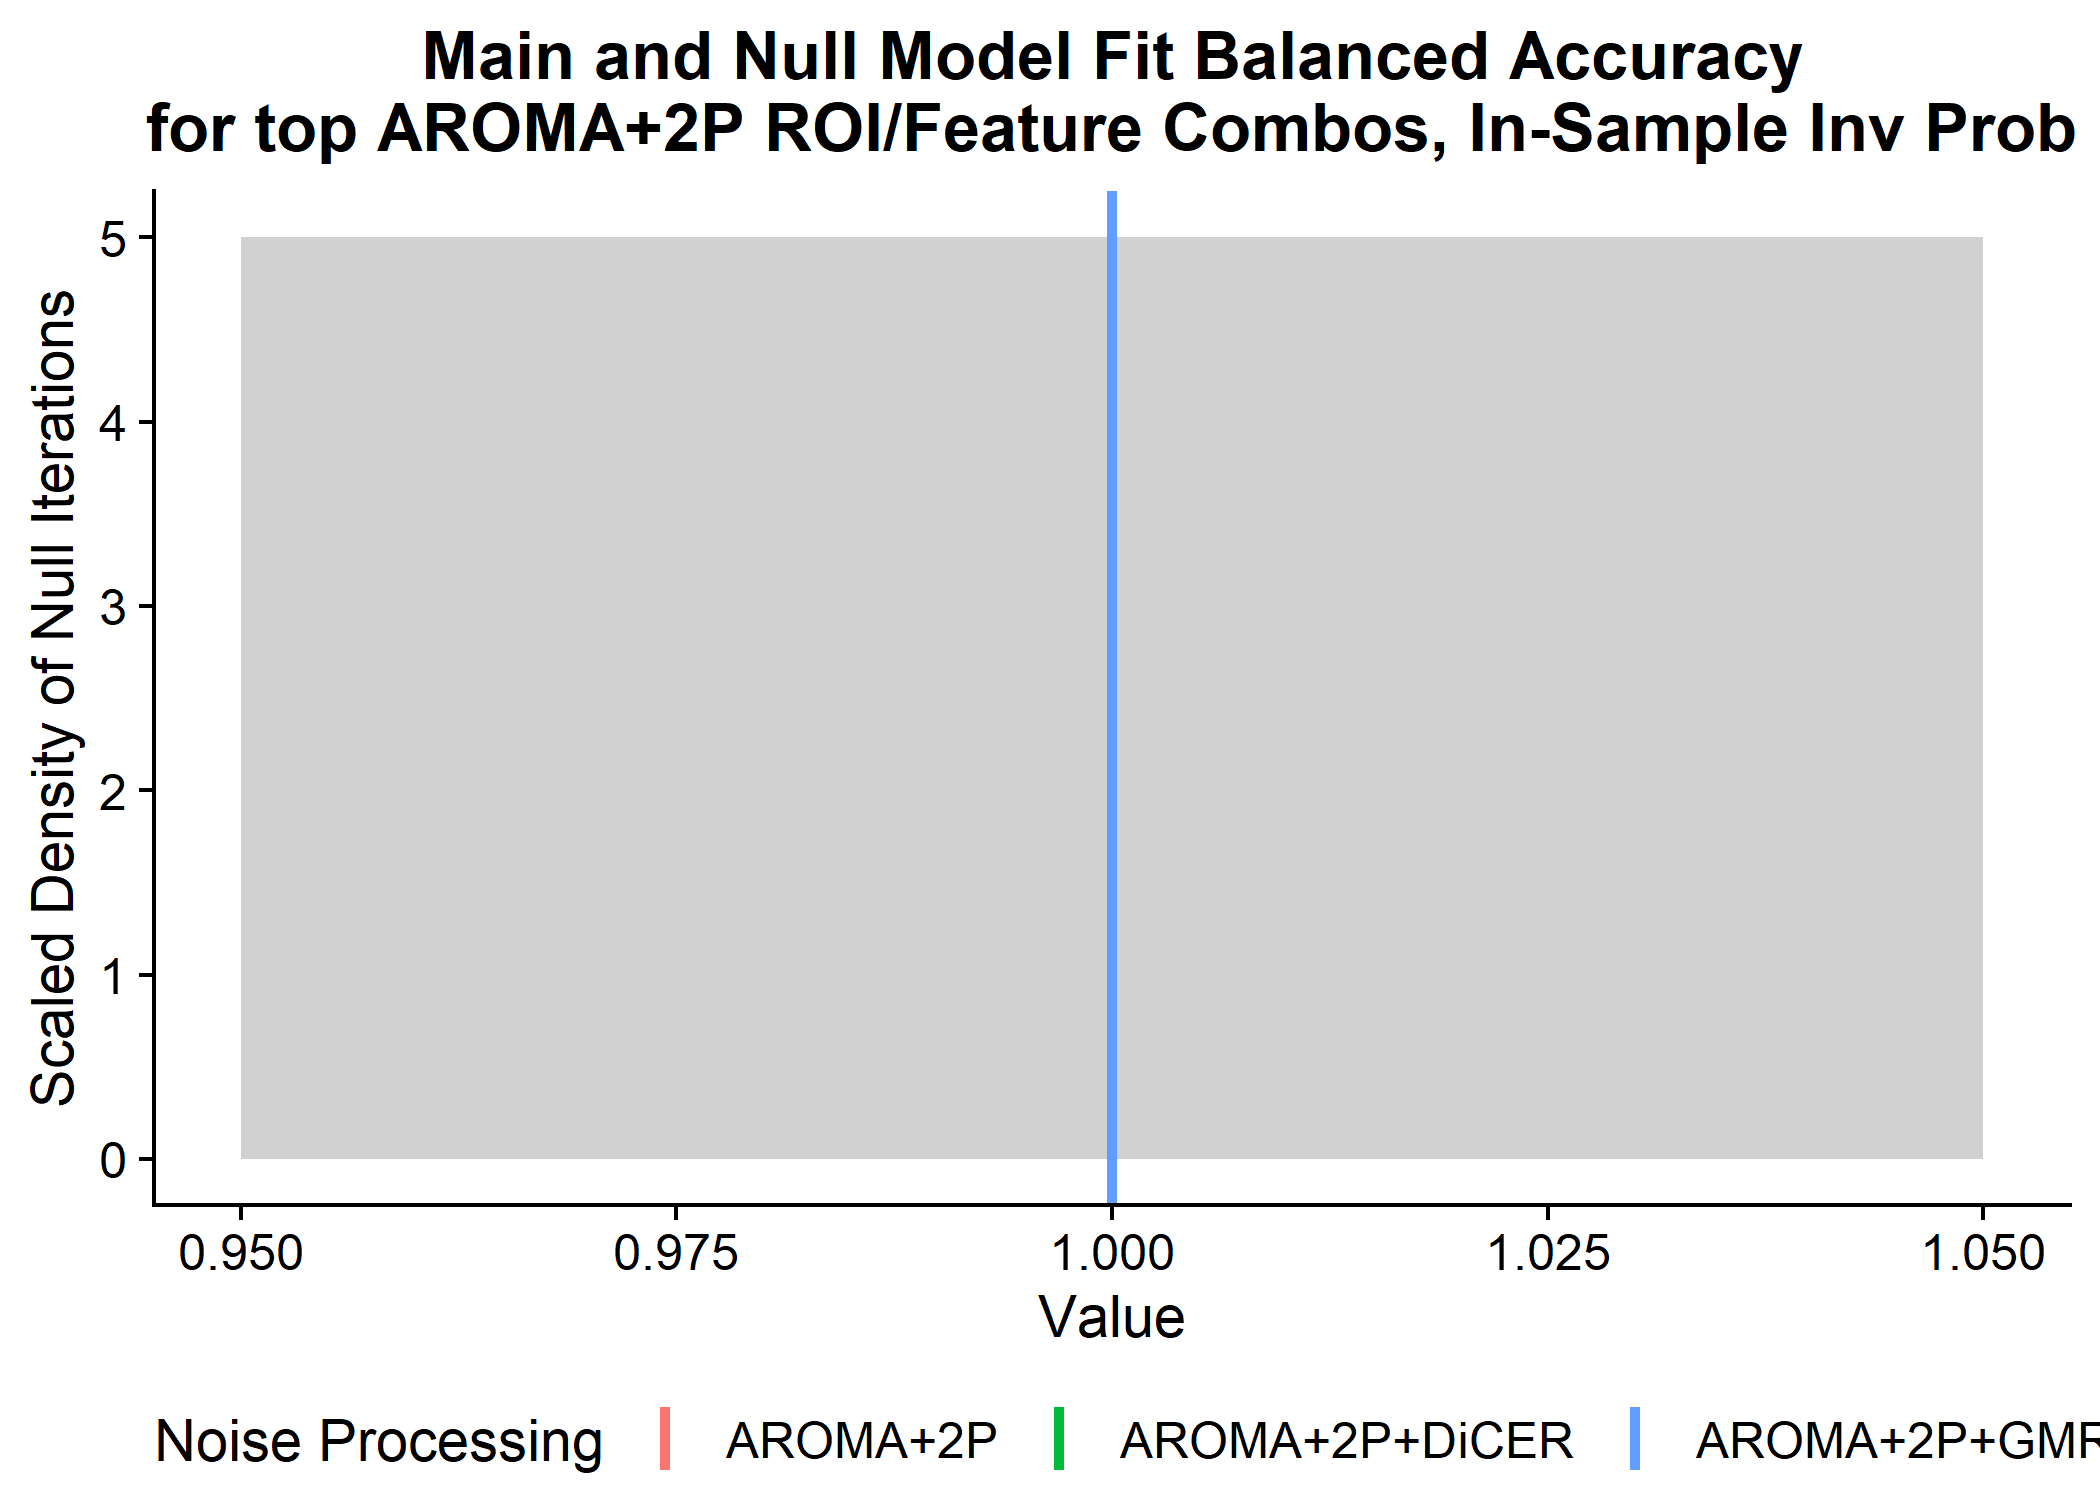 Main and Null Model Fit Balanced Accuracy
for top AROMA+2P ROI/Feature Combos, In-Sample Inv Prob
Scaled Density of Null Iterations
5
4
3
2
1
0
0.950 0.975 1.000 1.025 1.050
Value
Noise Processing AROMA+2P AROMA+2P+DiCER AROMA+2P+GMR